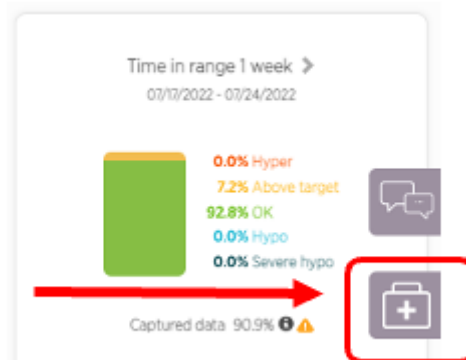 Time in range 1 week
07/17/2022 - 07/24/2022
0.0% Hyper
7.2% Above target
92.8% OK
0.0% Hypo
0.0% Severe hypo
Captured data 90.9%